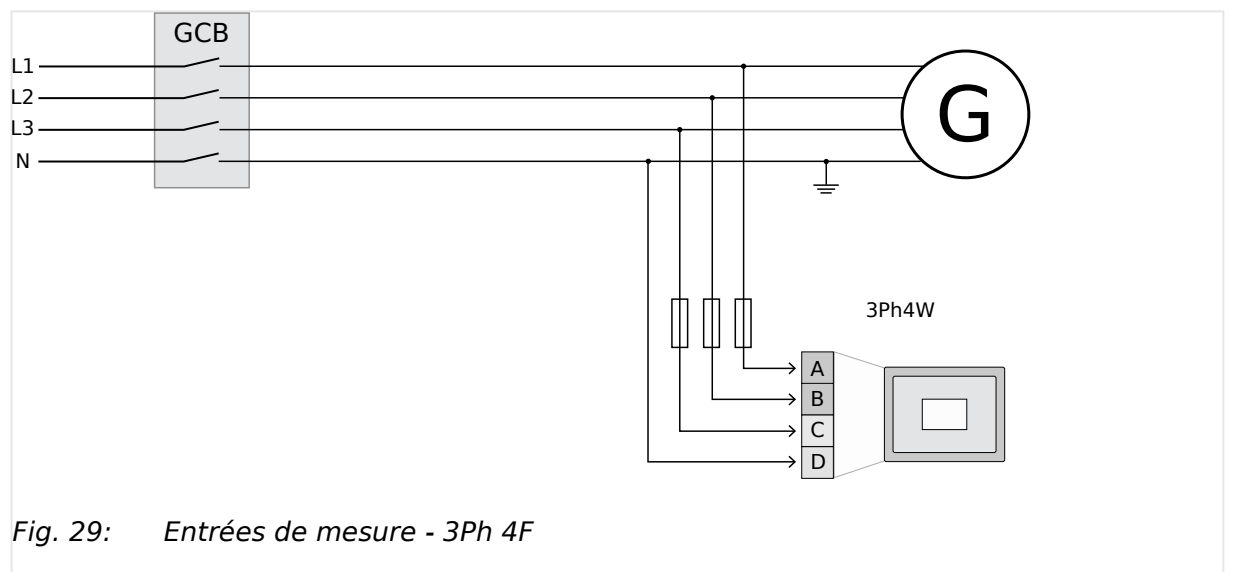 GCB
L1
L2
L3
N
G
3Ph4W
A
B
C
D
Fig. 29: Entrées de mesure - 3Ph 4F